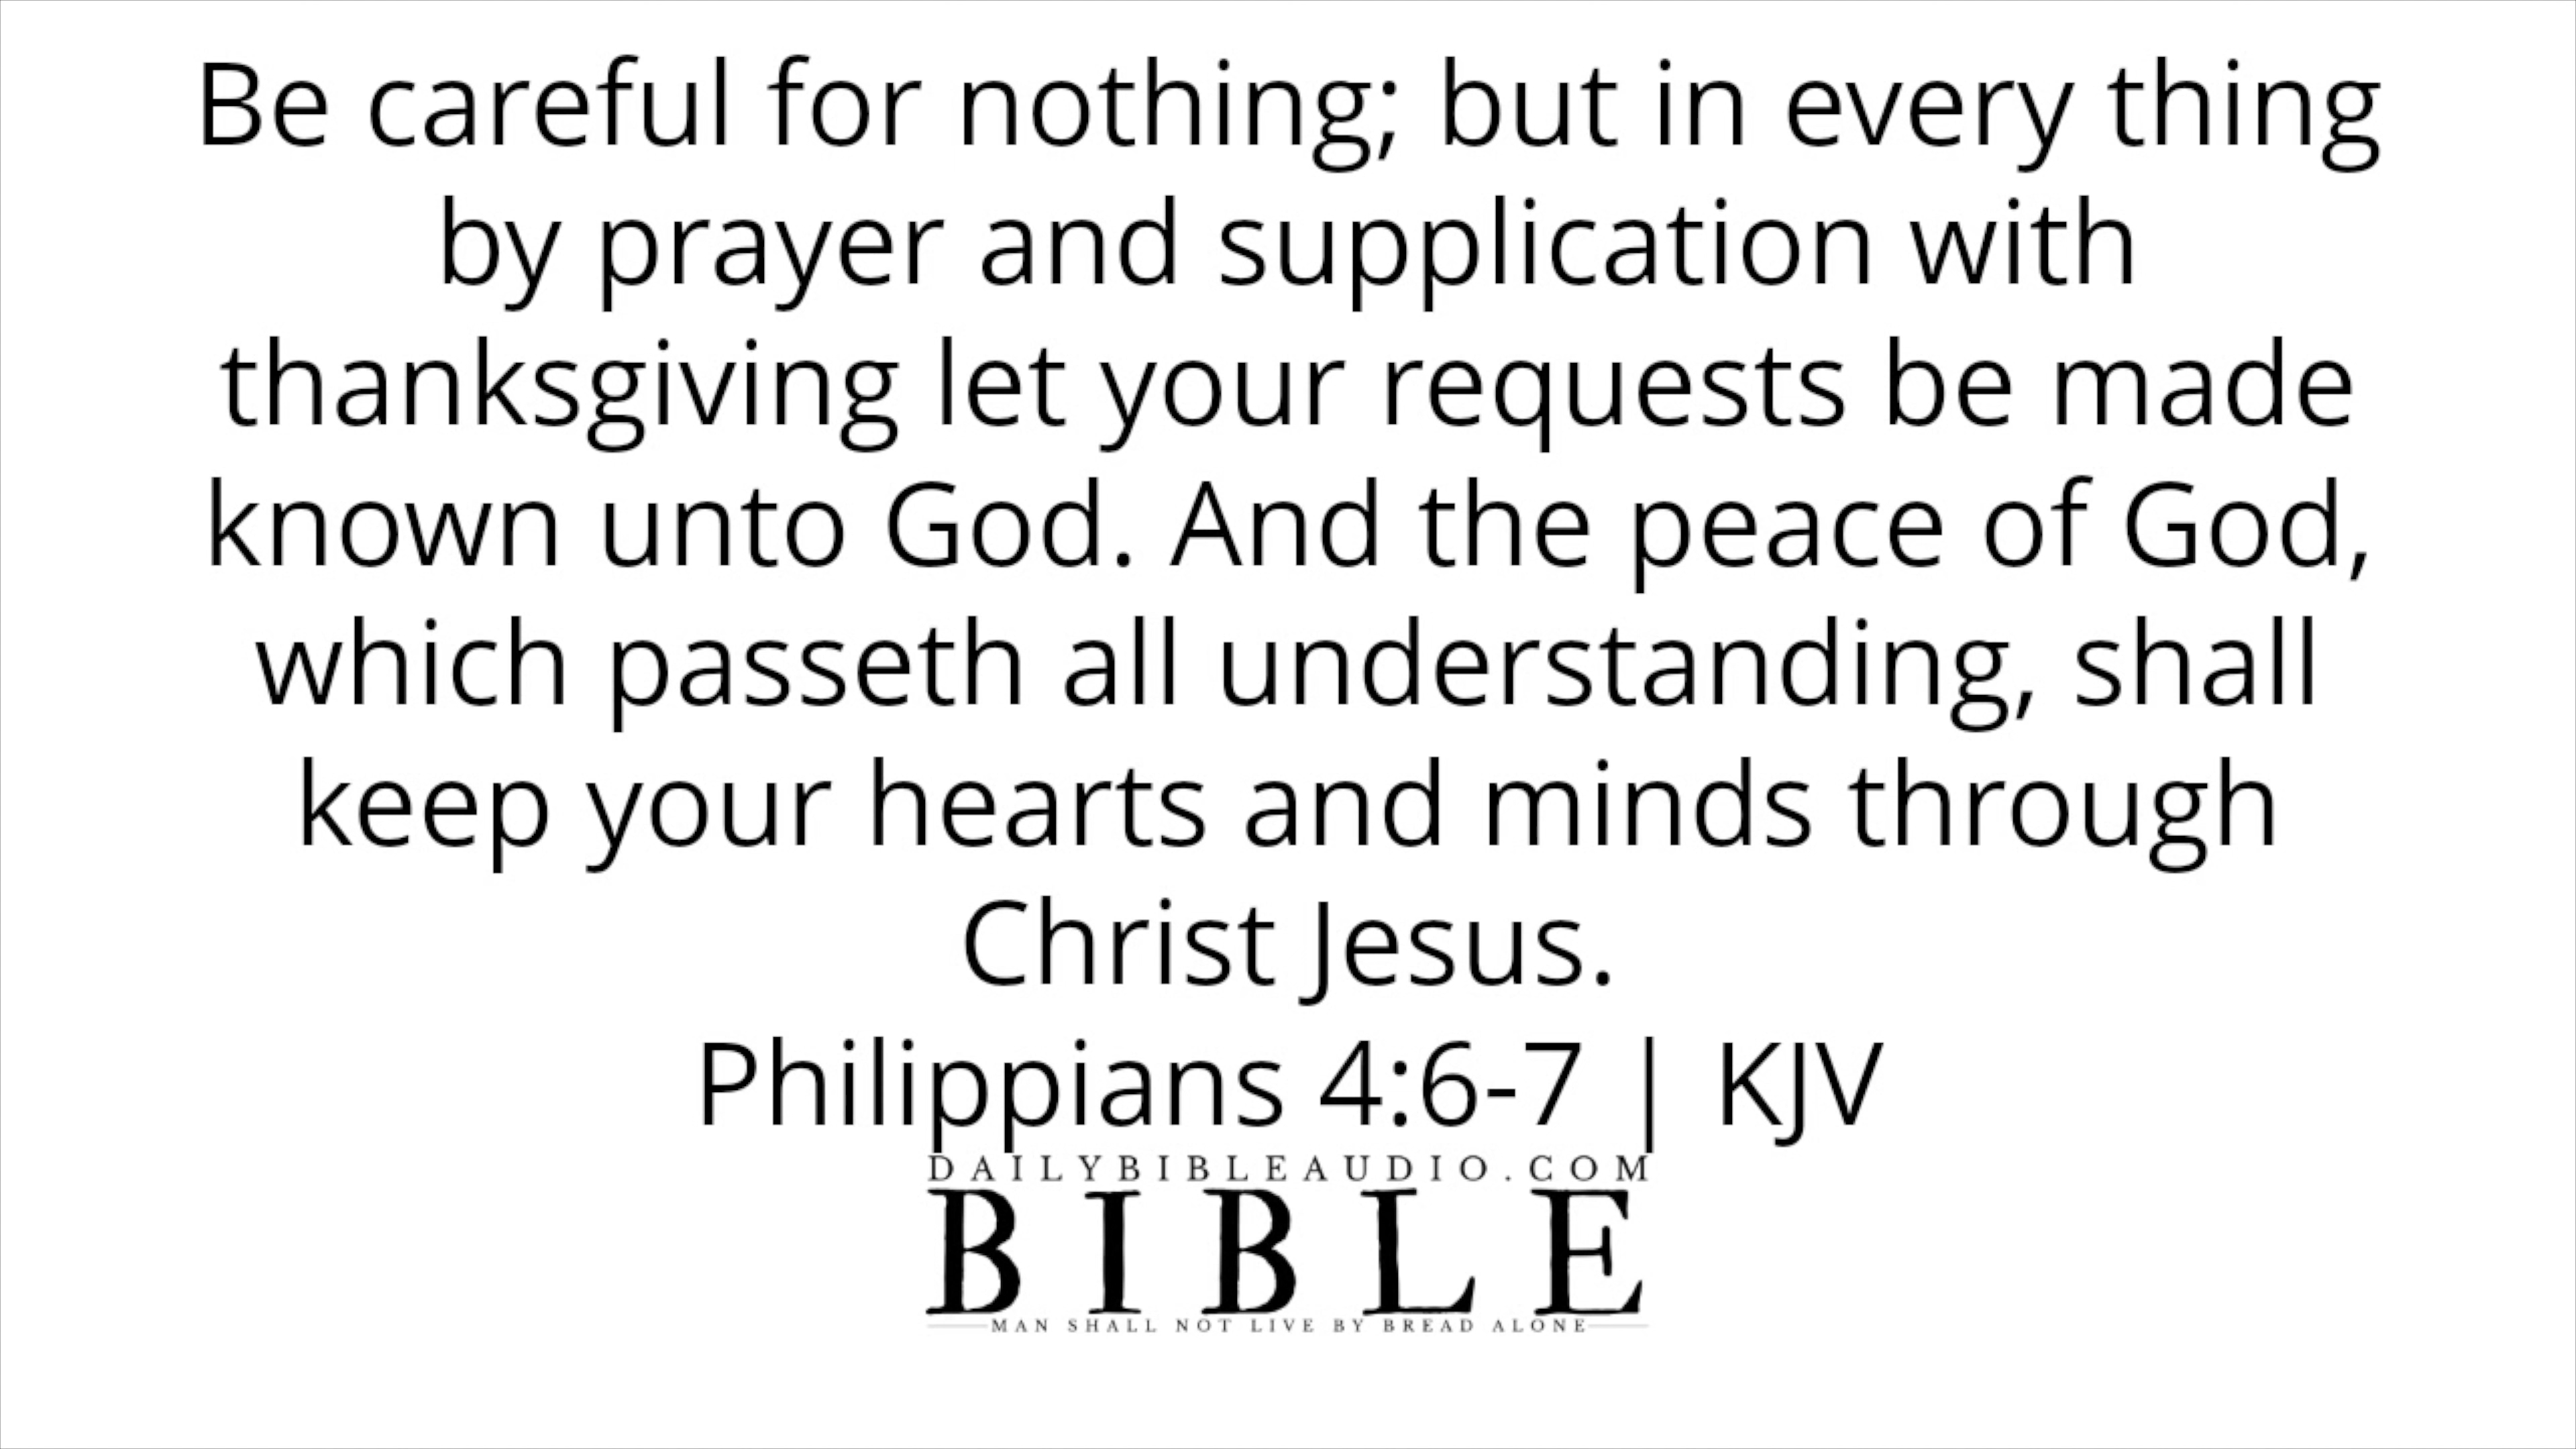 Be careful for nothing; but in every thing
by prayer and supplication with
thanksgiving let your requests be made
known unto God. And the peace of God,
which passeth all understanding, shall
keep your hearts and minds through
Christ Jesus.
Philippians 4:6-7 | KJV
DAILYBIBLEAUDIO.COM
BIBLE
MAN SHALL NOT LIVE BY BREAD ALONE